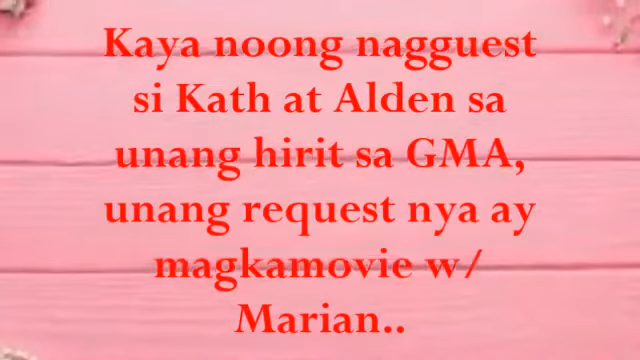 Kaya noong nagguest
si Kath at Alden sa
unang hirit sa GMA,
unang request nya ay
magkamovie w/
Marian..